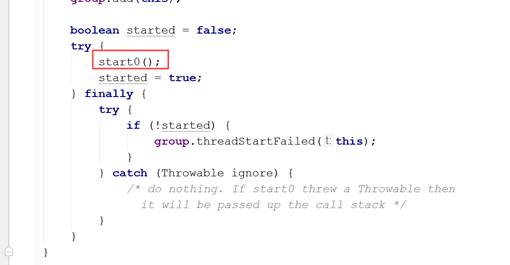 group.add(this);
boolean started = false;
try {
start0();
started = true;
} finally {
try {
if (!started) {
group.threadStartFailed( t: this);
}
} catch (Throwable ignore) {
/* do nothing. If start0 threw a Throwable then
it will be passed up the call stack */
}
}
}